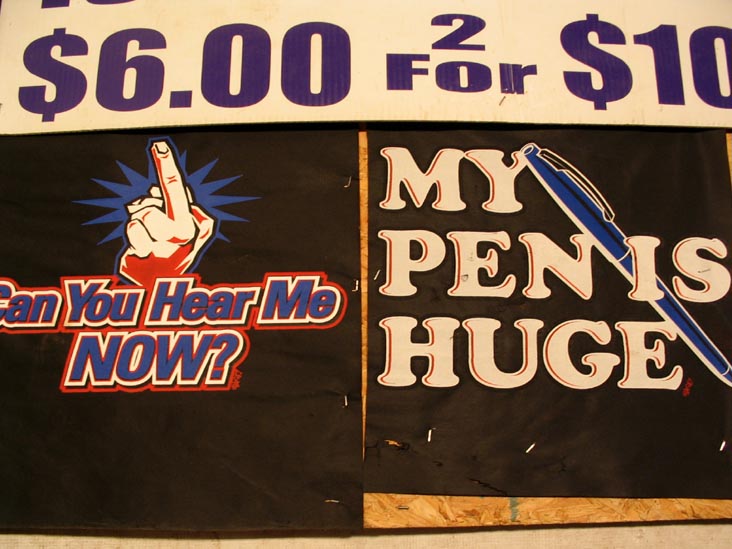 $6.00 2 For $10
Can You Hear Me
NOW?
MY
PEN IS
HUGE